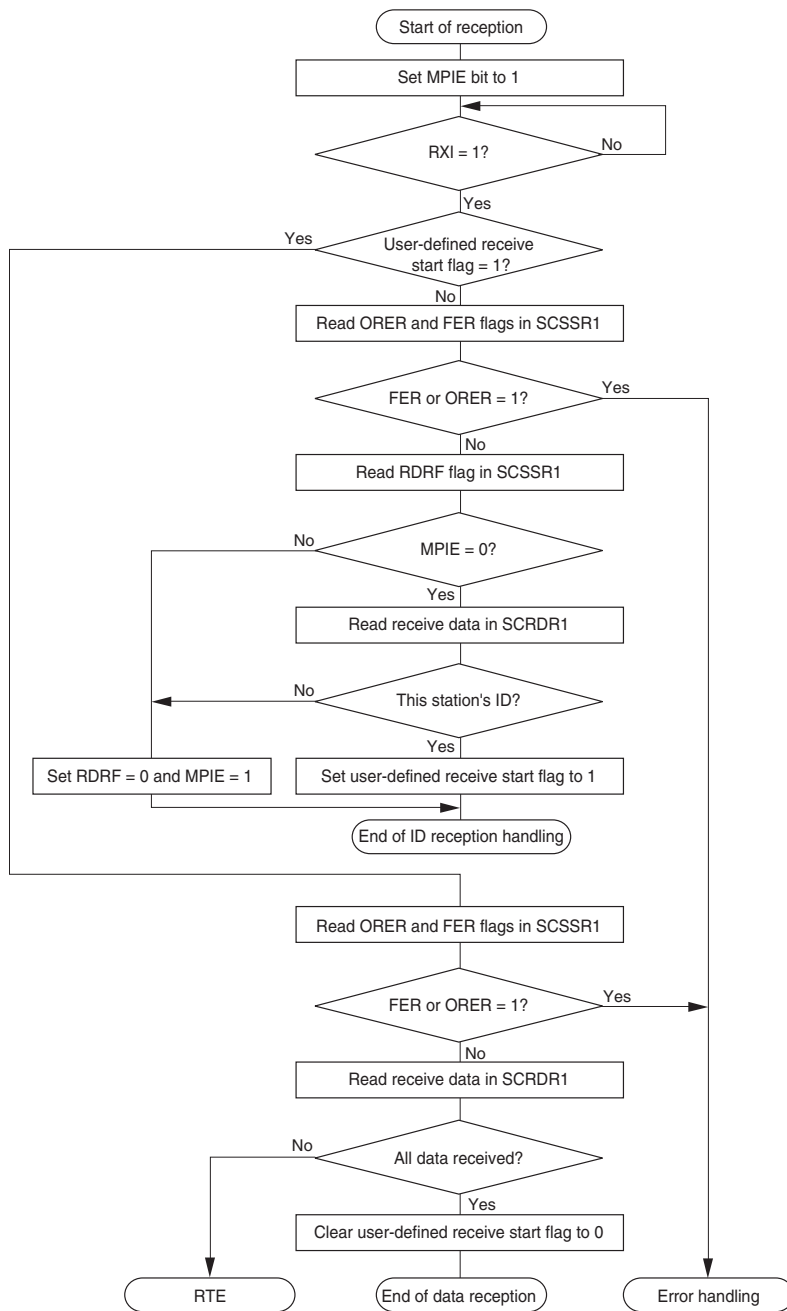 Start of reception
Set MPIE bit to 1
RXI = 1?
No
Yes
Yes
User-defined receive
start flag = 1?
No
Read ORER and FER flags in SCSSR1
FER or ORER = 1?
Yes
No
Read RDRF flag in SCSSR1
No
MPIE = 0?
Yes
Read receive data in SCRDR1
No
This station's ID?
Yes
Set RDRF = 0 and MPIE = 1
Set user-defined receive start flag to 1
End of ID reception handling
Read ORER and FER flags in SCSSR1
FER or ORER = 1?
Yes
No
Read receive data in SCRDR1
No
All data received?
Yes
Clear user-defined receive start flag to 0
RTE
End of data reception
Error handling